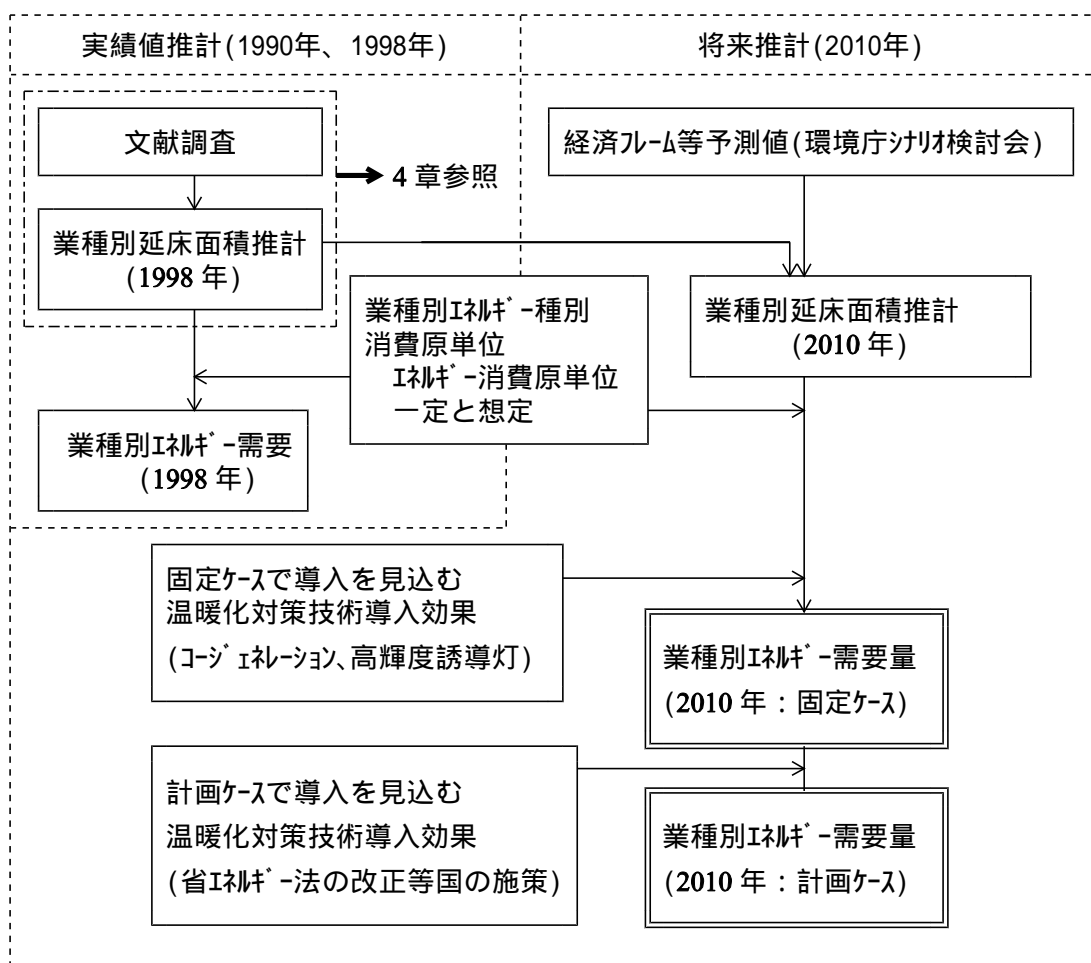 実績値推計(1990年、1998年)
将来推計(2010年)
文献調査
➔ 4 章参照
業種別延床面積推計
(1998 年)
経済ﾌﾚｰﾑ等予測値(環境庁ｼﾅﾘｵ検討会)
業種別延床面積推計
(2010 年)
業種別ｴﾈﾙｷﾞｰ種別
消費原単位
ｴﾈﾙｷﾞｰ消費原単位
一定と想定
業種別ｴﾈﾙｷﾞｰ需要
(1998 年)
固定ｹｰｽで導入を見込む
温暖化対策技術導入効果
(ｺｰｼﾞｪﾈﾚｰｼｮﾝ、高輝度誘導灯)
業種別ｴﾈﾙｷﾞｰ需要量
(2010 年：固定ｹｰｽ)
計画ｹｰｽで導入を見込む
温暖化対策技術導入効果
(省ｴﾈﾙｷﾞｰ法の改正等国の施策)
業種別ｴﾈﾙｷﾞｰ需要量
(2010 年：計画ｹｰｽ)